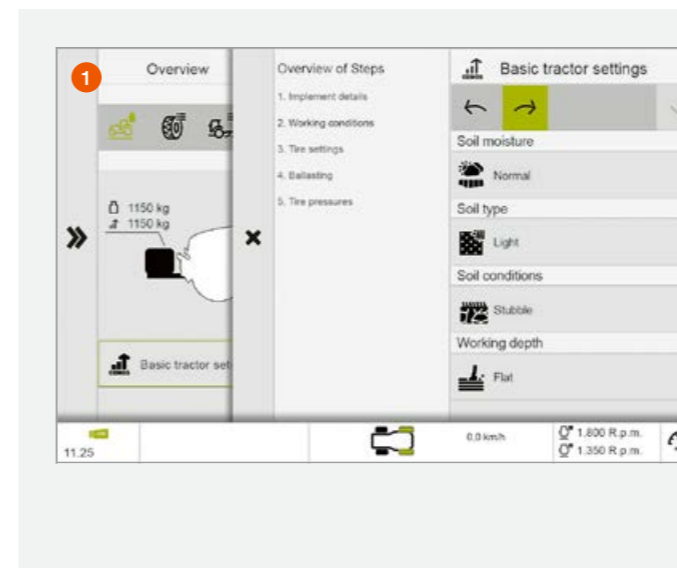 1
Overview
1150 kg
1150 kg
Basic tractor set
Overview of Steps
1. Implement details
2. Working conditions
3. Tire settings
4. Ballasting
5. Tire pressures
Basic tractor settings
Soil moisture
Normal
Soil type
Light
Soil conditions
Stubble
Working depth
Flat
11.25
0,0 km/h
1.800 R.p.m.
1.350 R.p.m.